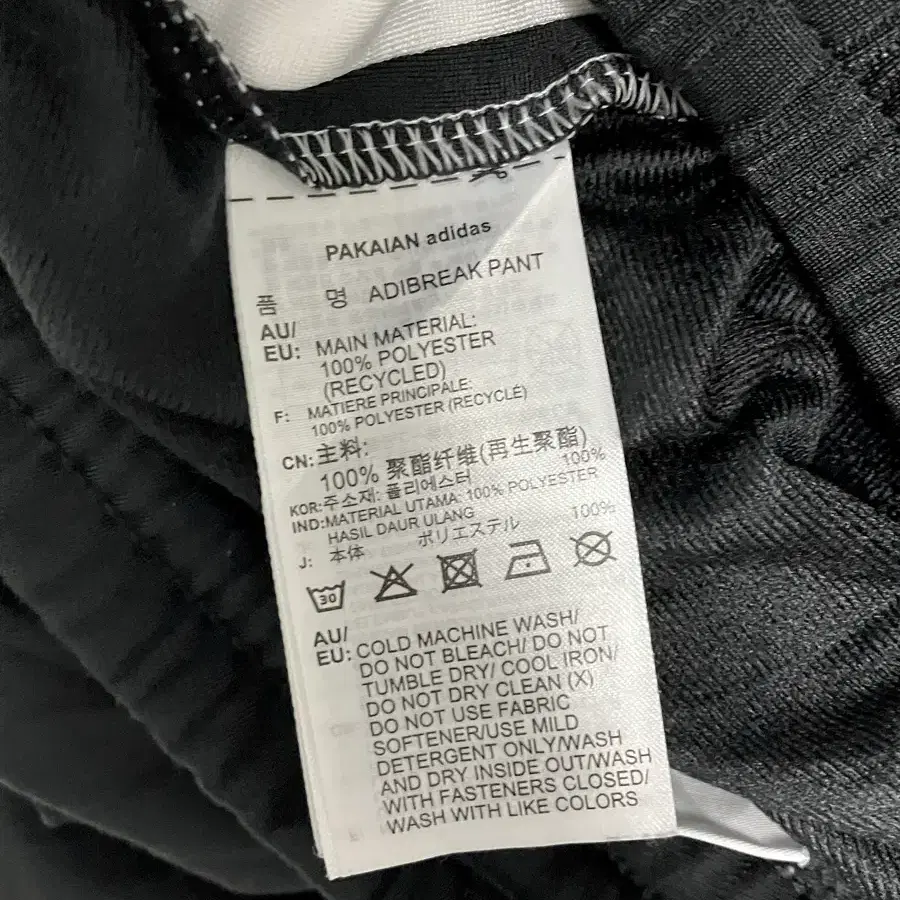 PAKAIAN adidas
품 명 ADIBREAK PANT
AU/
EU: MAIN MATERIAL:
100% POLYESTER
(RECYCLED)
F: MATIERE PRINCIPALE:
100% POLYESTER (RECYCLÉ)
CN: 主料:
100% 聚酯纤维(再生聚酯)
KOR: 주소재: 폴리에스터 100%
IND: MATERIAL UTAMA: 100% POLYESTER
HASIL DAUR ULANG
J: 本体 ポリエステル 100%
30
AU/
EU: COLD MACHINE WASH/
DO NOT BLEACH/ DO NOT
TUMBLE DRY/ COOL IRON/
DO NOT DRY CLEAN (X)
DO NOT USE FABRIC
SOFTENER/USE MILD
DETERGENT ONLY/WASH
AND DRY INSIDE OUT/WASH
WITH FASTENERS CLOSED/
WASH WITH LIKE COLORS